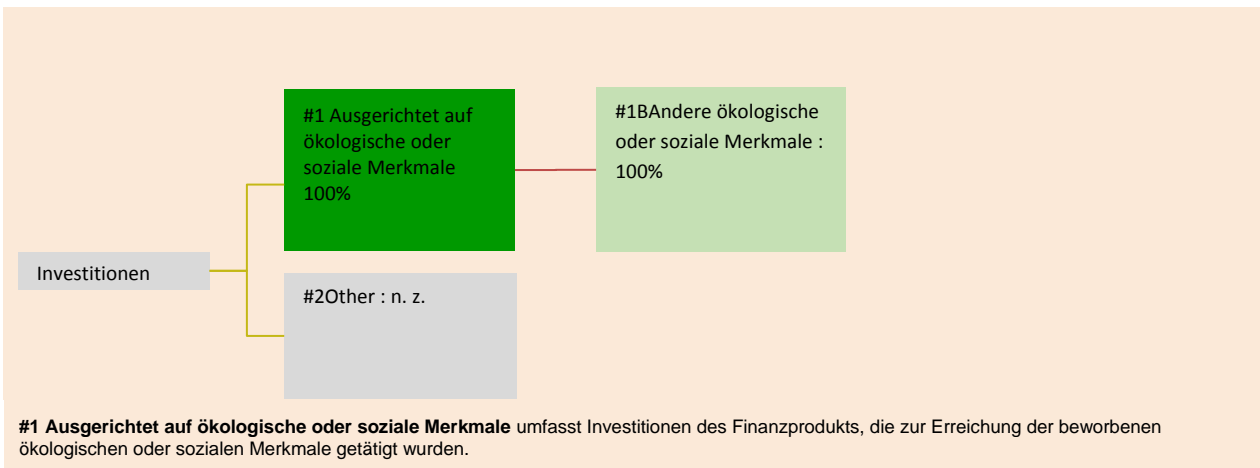 #1 Ausgerichtet auf
ökologische oder
soziale Merkmale
100%
#1BAndere ökologische
oder soziale Merkmale :
100%
Investitionen
#2Other : n. z.
#1 Ausgerichtet auf ökologische oder soziale Merkmale umfasst Investitionen des Finanzprodukts, die zur Erreichung der beworbenen
ökologischen oder sozialen Merkmale getätigt wurden.